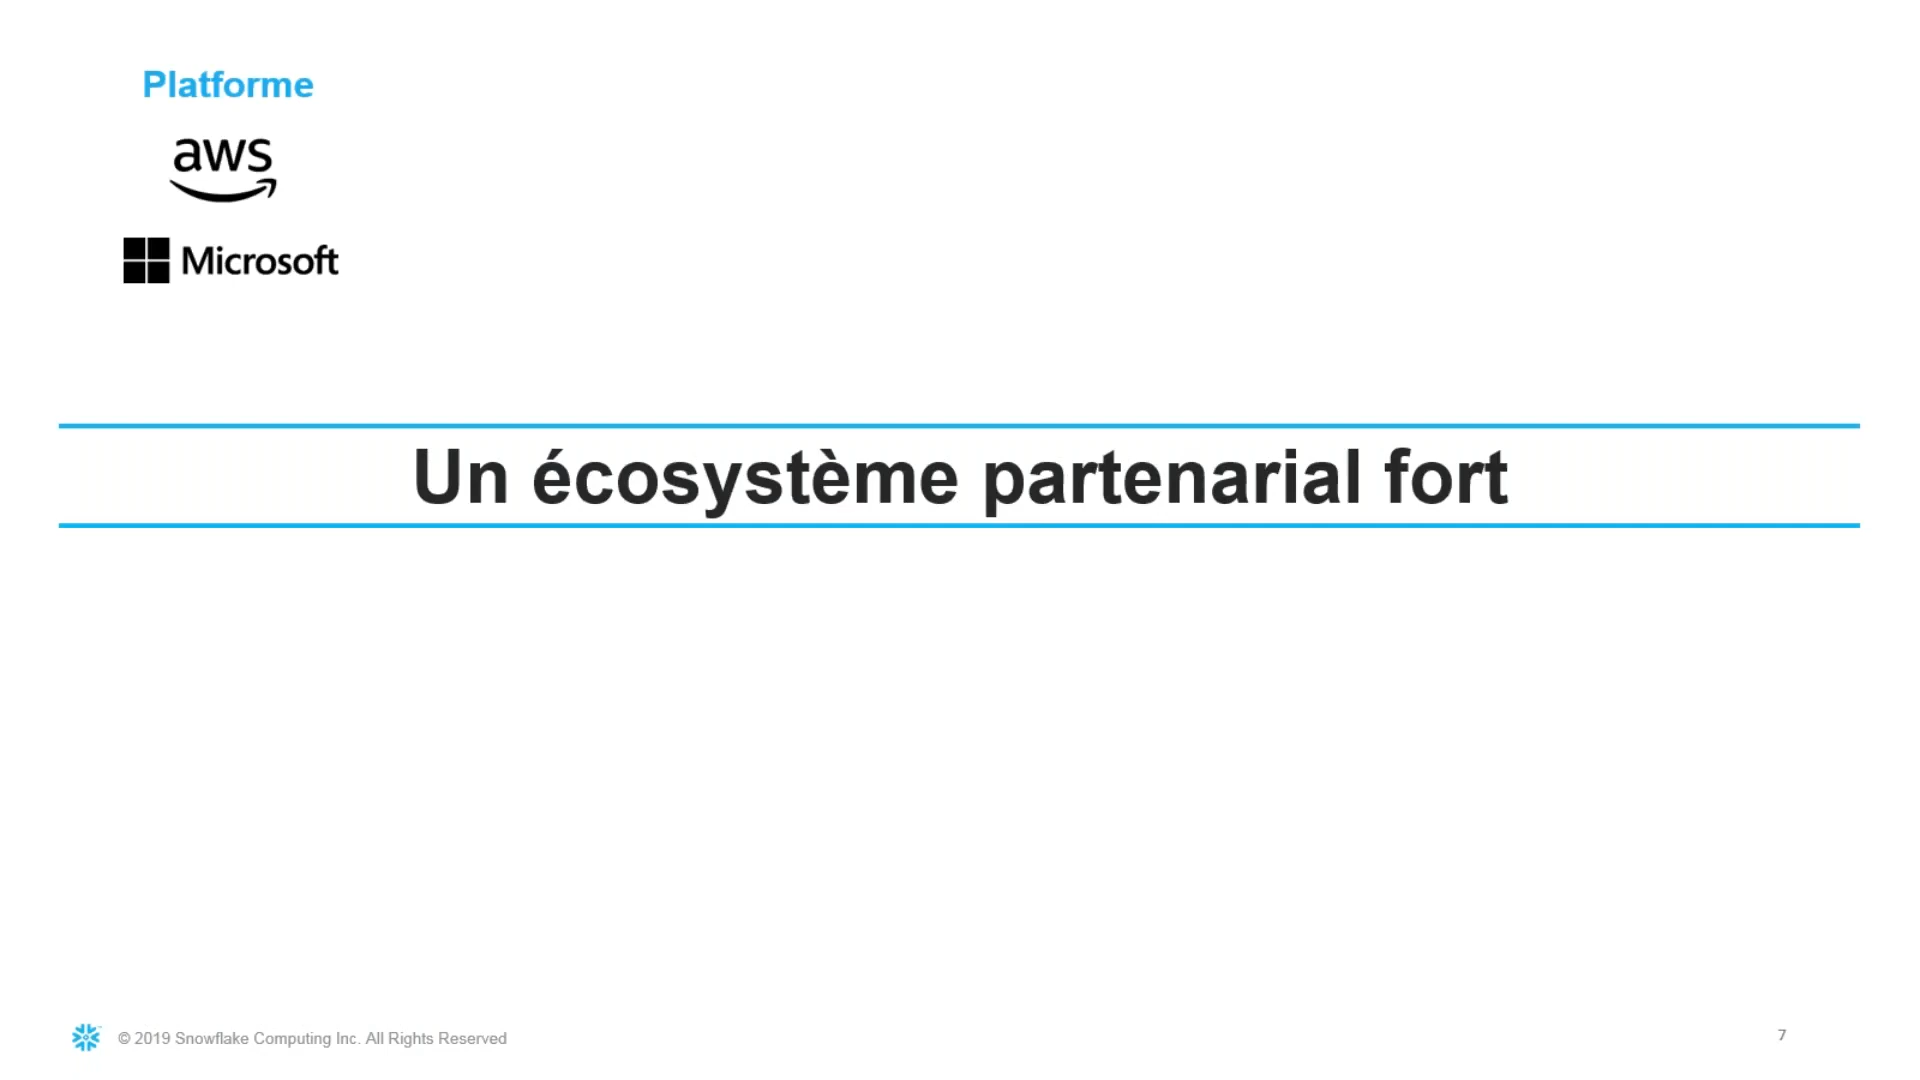 Platforme
aws
Microsoft
Un écosystème partenarial fort
© 2019 Snowflake Computing Inc. All Rights Reserved
7